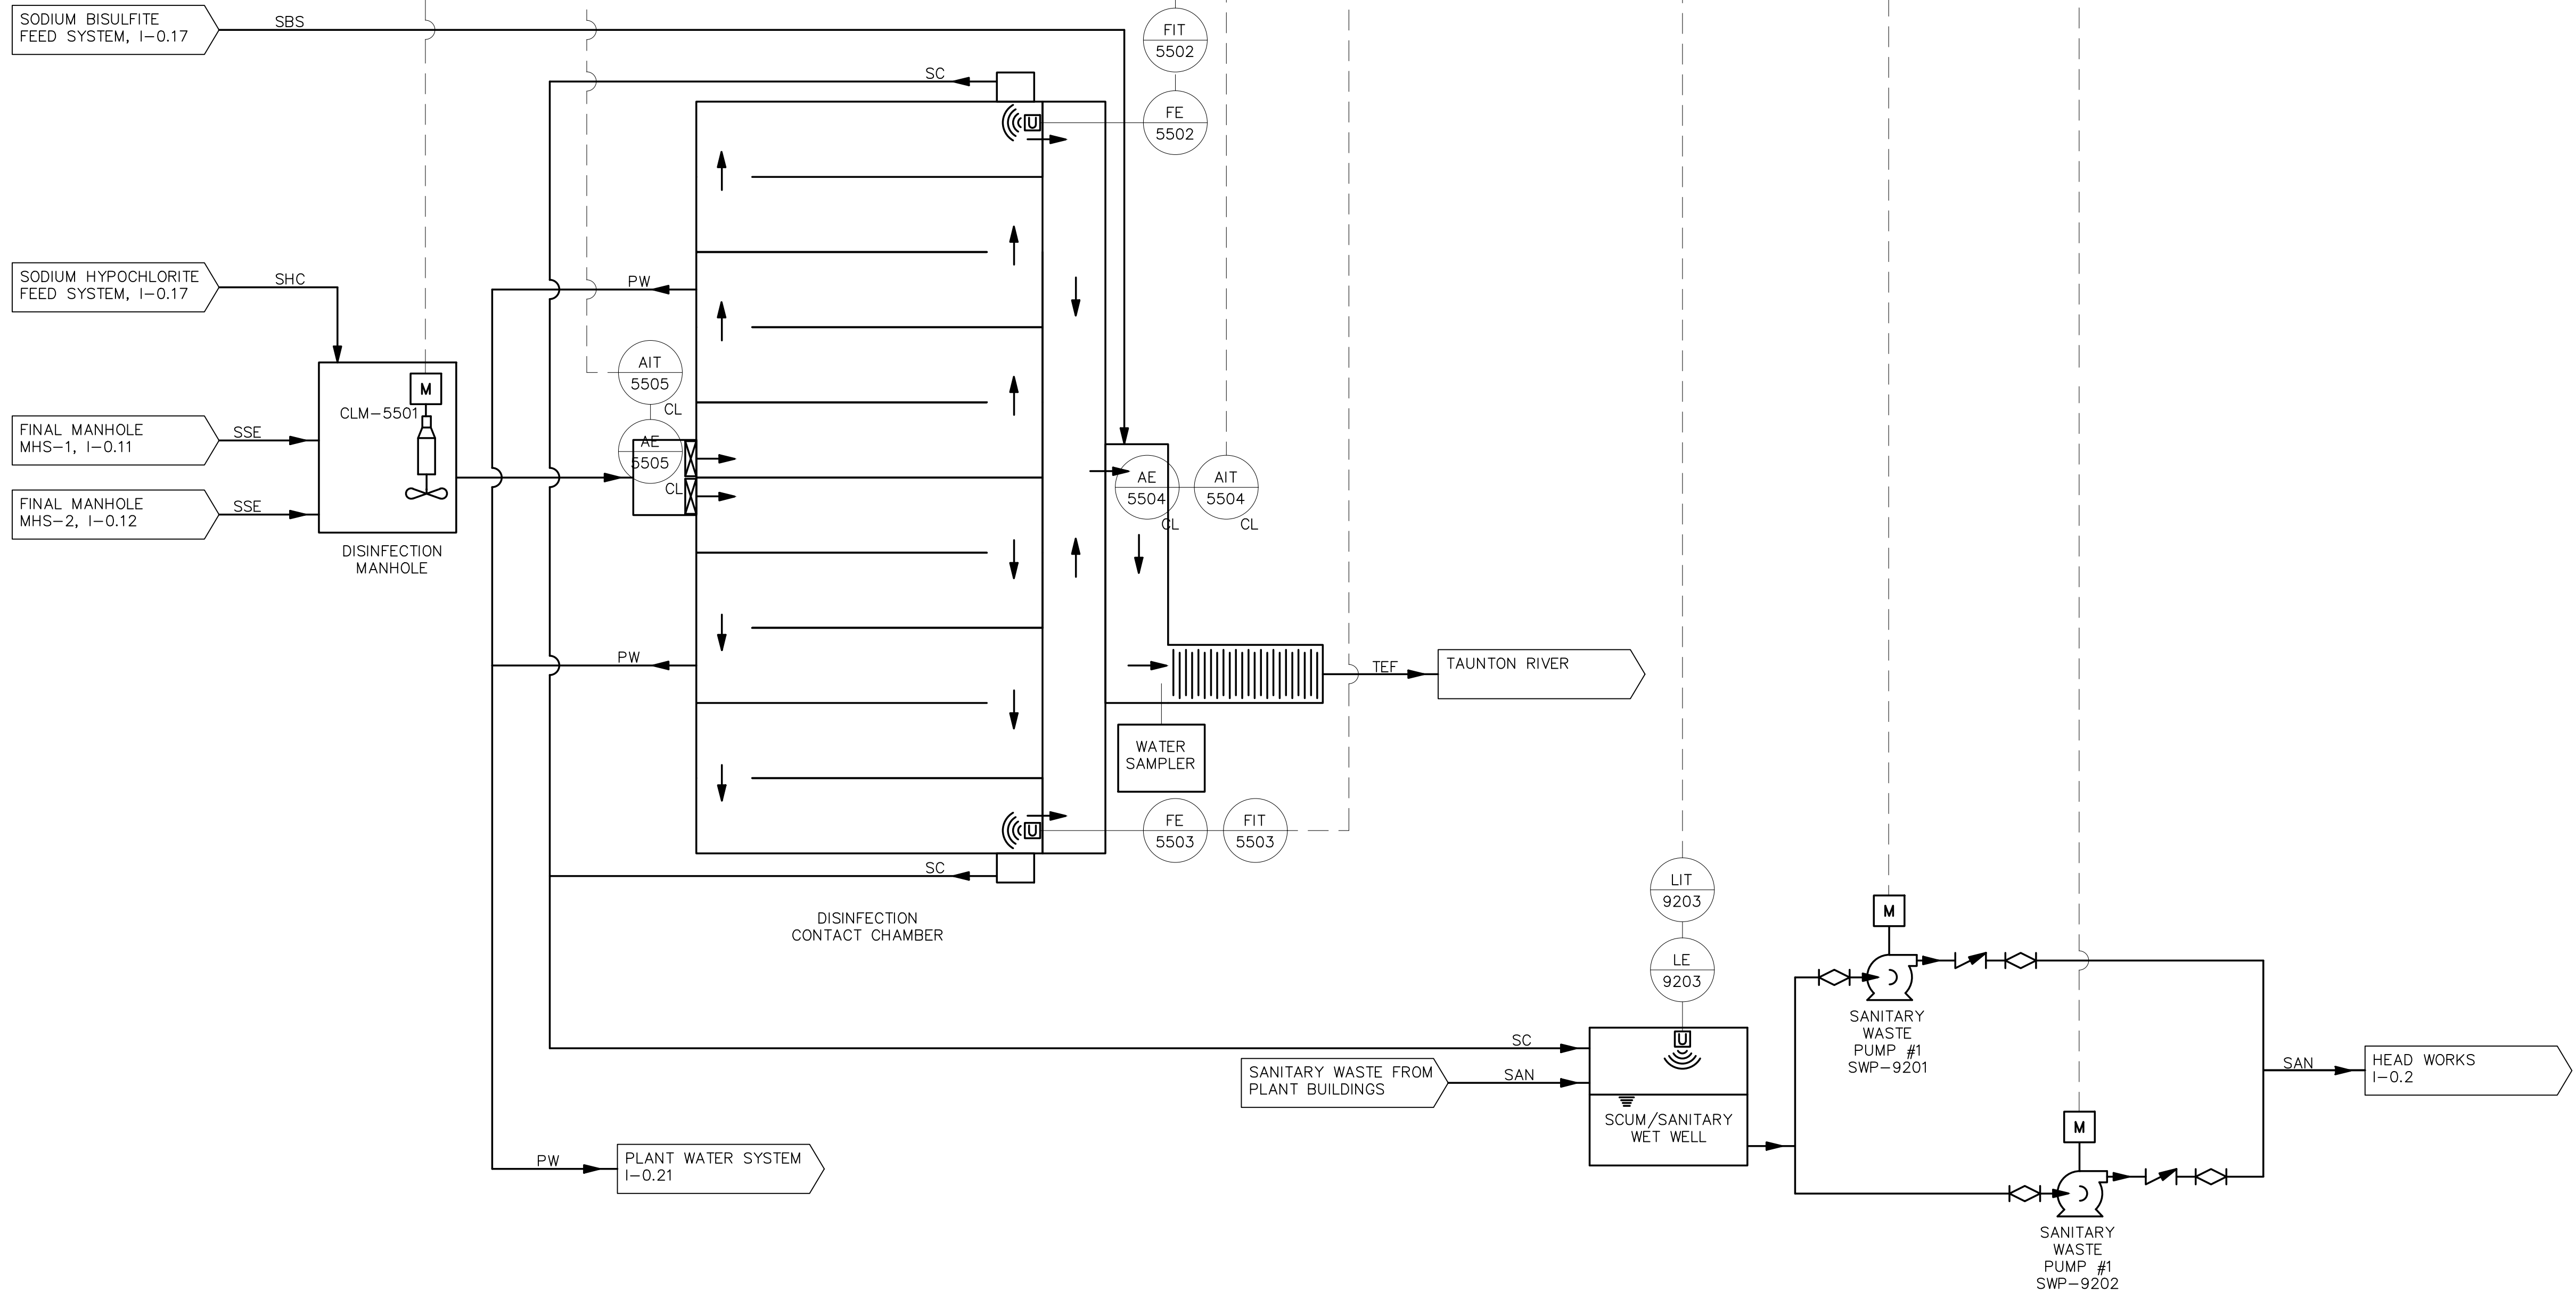 SODIUM BISULFITE
FEED SYSTEM, I-0.17
SBS
FIT
5502
SC
FE
5502
SODIUM HYPOCHLORITE
FEED SYSTEM, I-0.17
SHC
PW
AIT
5505
CL
M
CLM-5501
FINAL MANHOLE
MHS-1, I-0.11
SSE
AE
5505
CL
FINAL MANHOLE
MHS-2, I-0.12
SSE
DISINFECTION
MANHOLE
AE
5504
CL
AIT
5504
CL
PW
TEF
TAUNTON RIVER
WATER
SAMPLER
U
U
FE
5503
FIT
5503
SC
DISINFECTION
CONTACT CHAMBER
LIT
9203
LE
9203
M
SANITARY
WASTE
PUMP #1
SWP-9201
SC
U
SANITARY WASTE FROM
PLANT BUILDINGS
SAN
SCUM/SANITARY
WET WELL
SAN
HEAD WORKS
I-0.2
M
SANITARY
WASTE
PUMP #1
SWP-9202
PW
PLANT WATER SYSTEM
I-0.21